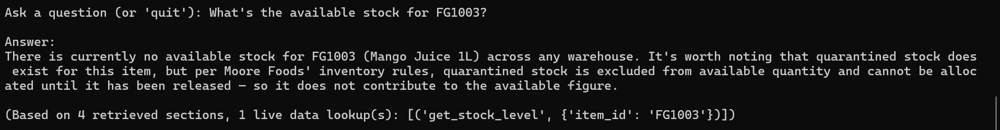 Ask a question (or 'quit'): What's the available stock for FG1003?
Answer:
There is currently no available stock for FG1003 (Mango Juice 1L) across any warehouse. It's worth noting that quarantined stock does
 exist for this item, but per Moore Foods' inventory rules, quarantined stock is excluded from available quantity and cannot be alloc
ated until it has been released — so it does not contribute to the available figure.
(Based on 4 retrieved sections, 1 live data lookup(s): [('get_stock_level', {'item_id': 'FG1003'})])